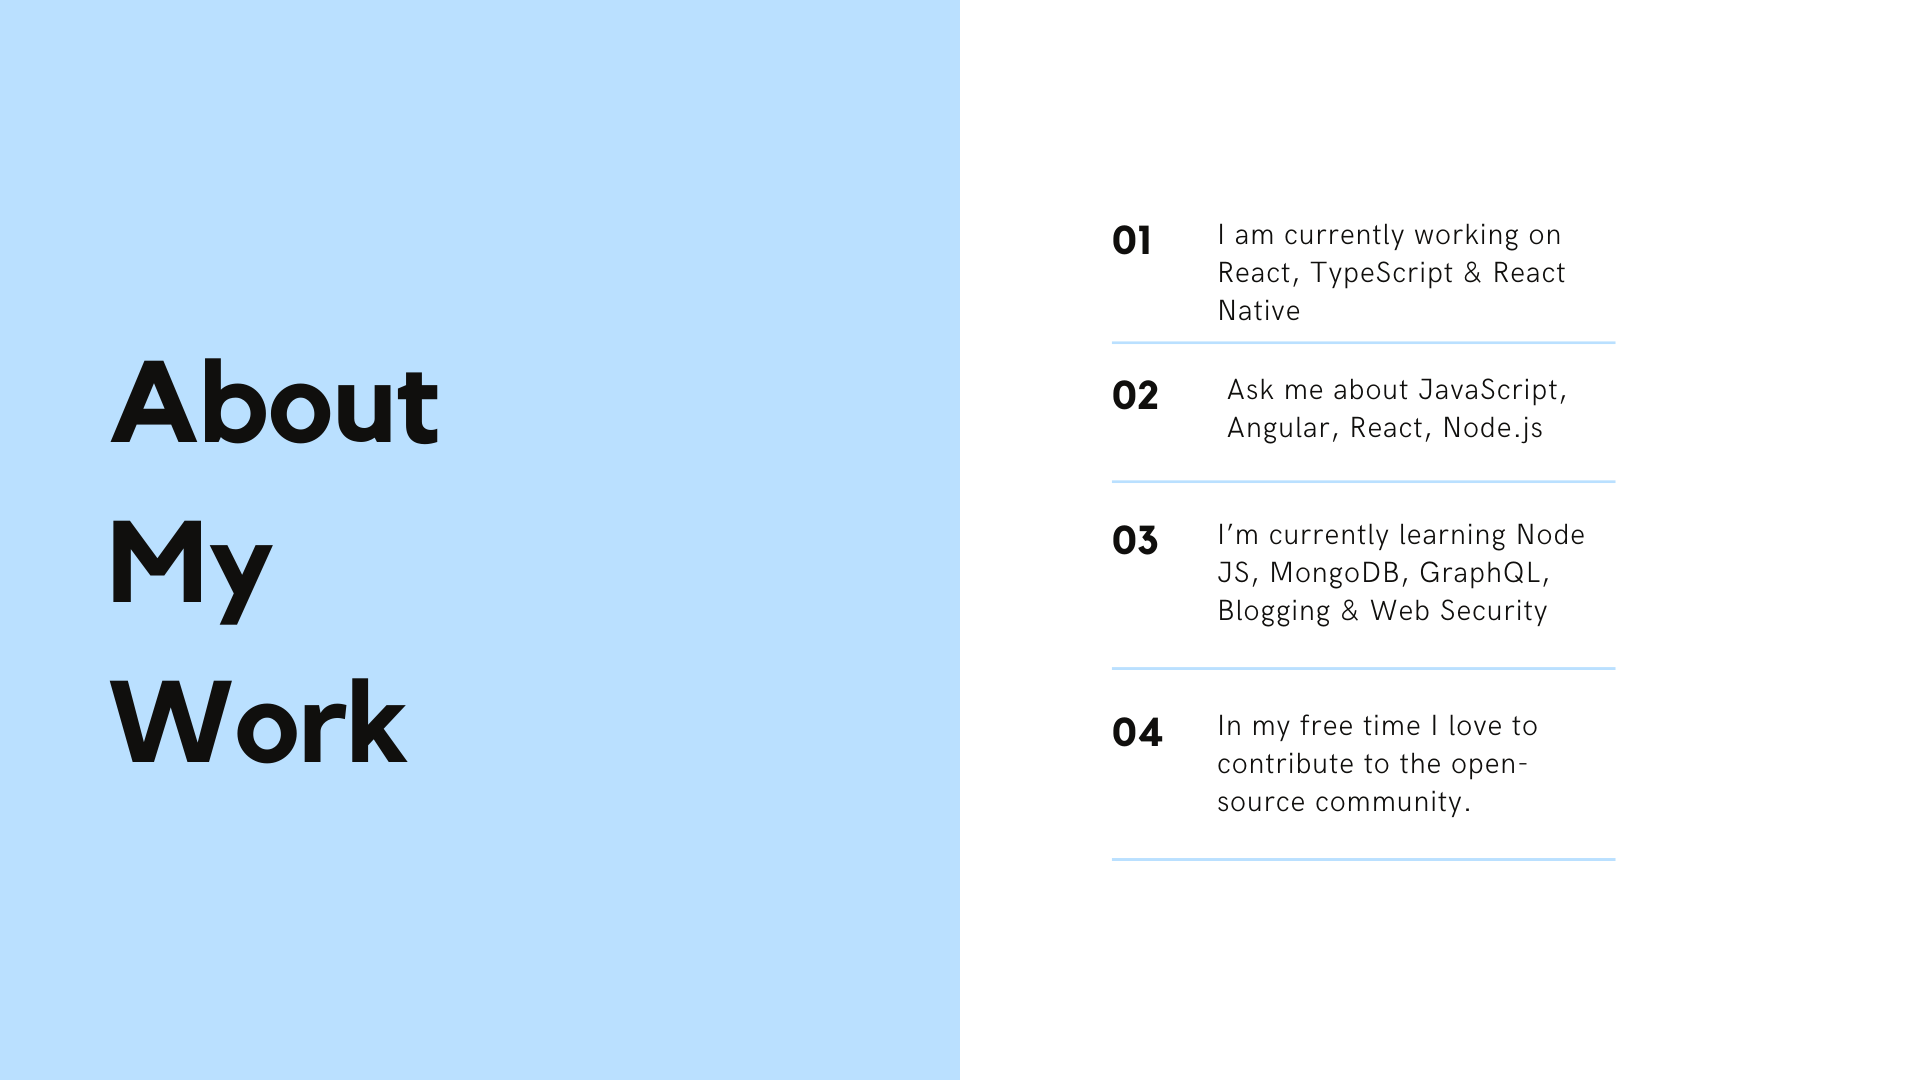 About
My
Work
01
I am currently working on
React, TypeScript & React
Native
02
Ask me about JavaScript,
Angular, React, Node.js
03
I’m currently learning Node
JS, MongoDB, GraphQL,
Blogging & Web Security
04
In my free time I love to
contribute to the open-
source community.